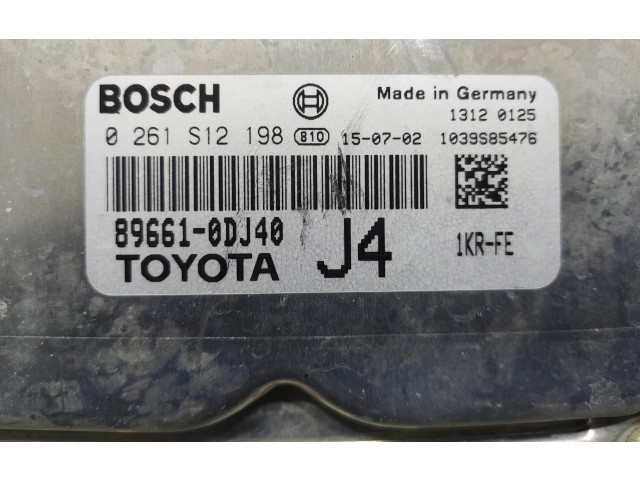 BOSCH Made in Germany
1312 0125
0 261 S12 198 810 15-07-02 1039S85476
89661-0DJ40 J4 1KR-FE
TOYOTA